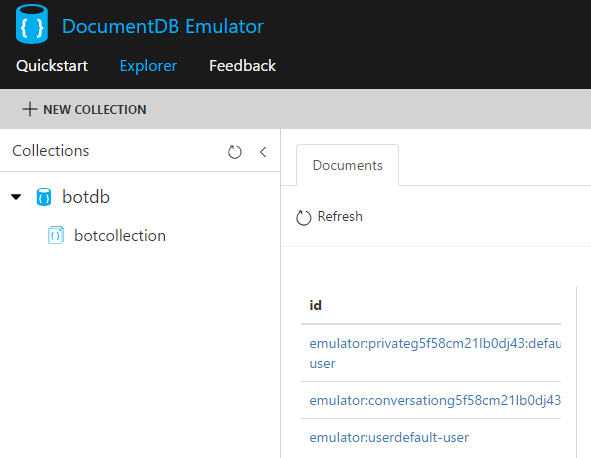 DocumentDB Emulator
Quickstart Explorer Feedback
NEW COLLECTION
Collections
Documents
botdb
Refresh
botcollection
id
emulator:privateg5f58cm21lb0dj43:defau
user
emulator:conversationg5f58cm21lb0dj43
emulator:userdefault-user